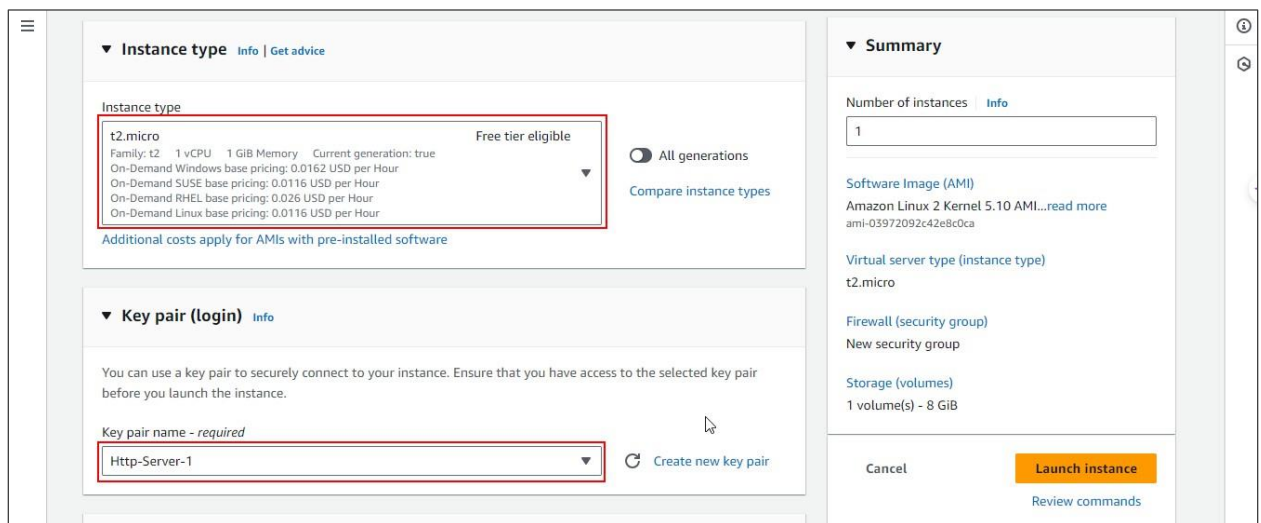 Instance type Info | Get advice
Instance type
t2.micro Free tier eligible
Family: t2 1 vCPU 1 GiB Memory Current generation: true
On-Demand Windows base pricing: 0.0162 USD per Hour
On-Demand SUSE base pricing: 0.0116 USD per Hour
On-Demand RHEL base pricing: 0.026 USD per Hour
On-Demand Linux base pricing: 0.0116 USD per Hour
All generations
Compare instance types
Additional costs apply for AMIs with pre-installed software
Key pair (login) Info
You can use a key pair to securely connect to your instance. Ensure that you have access to the selected key pair
before you launch the instance.
Key pair name - required
Http-Server-1
Create new key pair
Summary
Number of instances Info
1
Software Image (AMI)
Amazon Linux 2 Kernel 5.10 AMI...read more
ami-03972092c42e8c0ca
Virtual server type (instance type)
t2.micro
Firewall (security group)
New security group
Storage (volumes)
1 volume(s) - 8 GiB
Cancel
Launch instance
Review commands